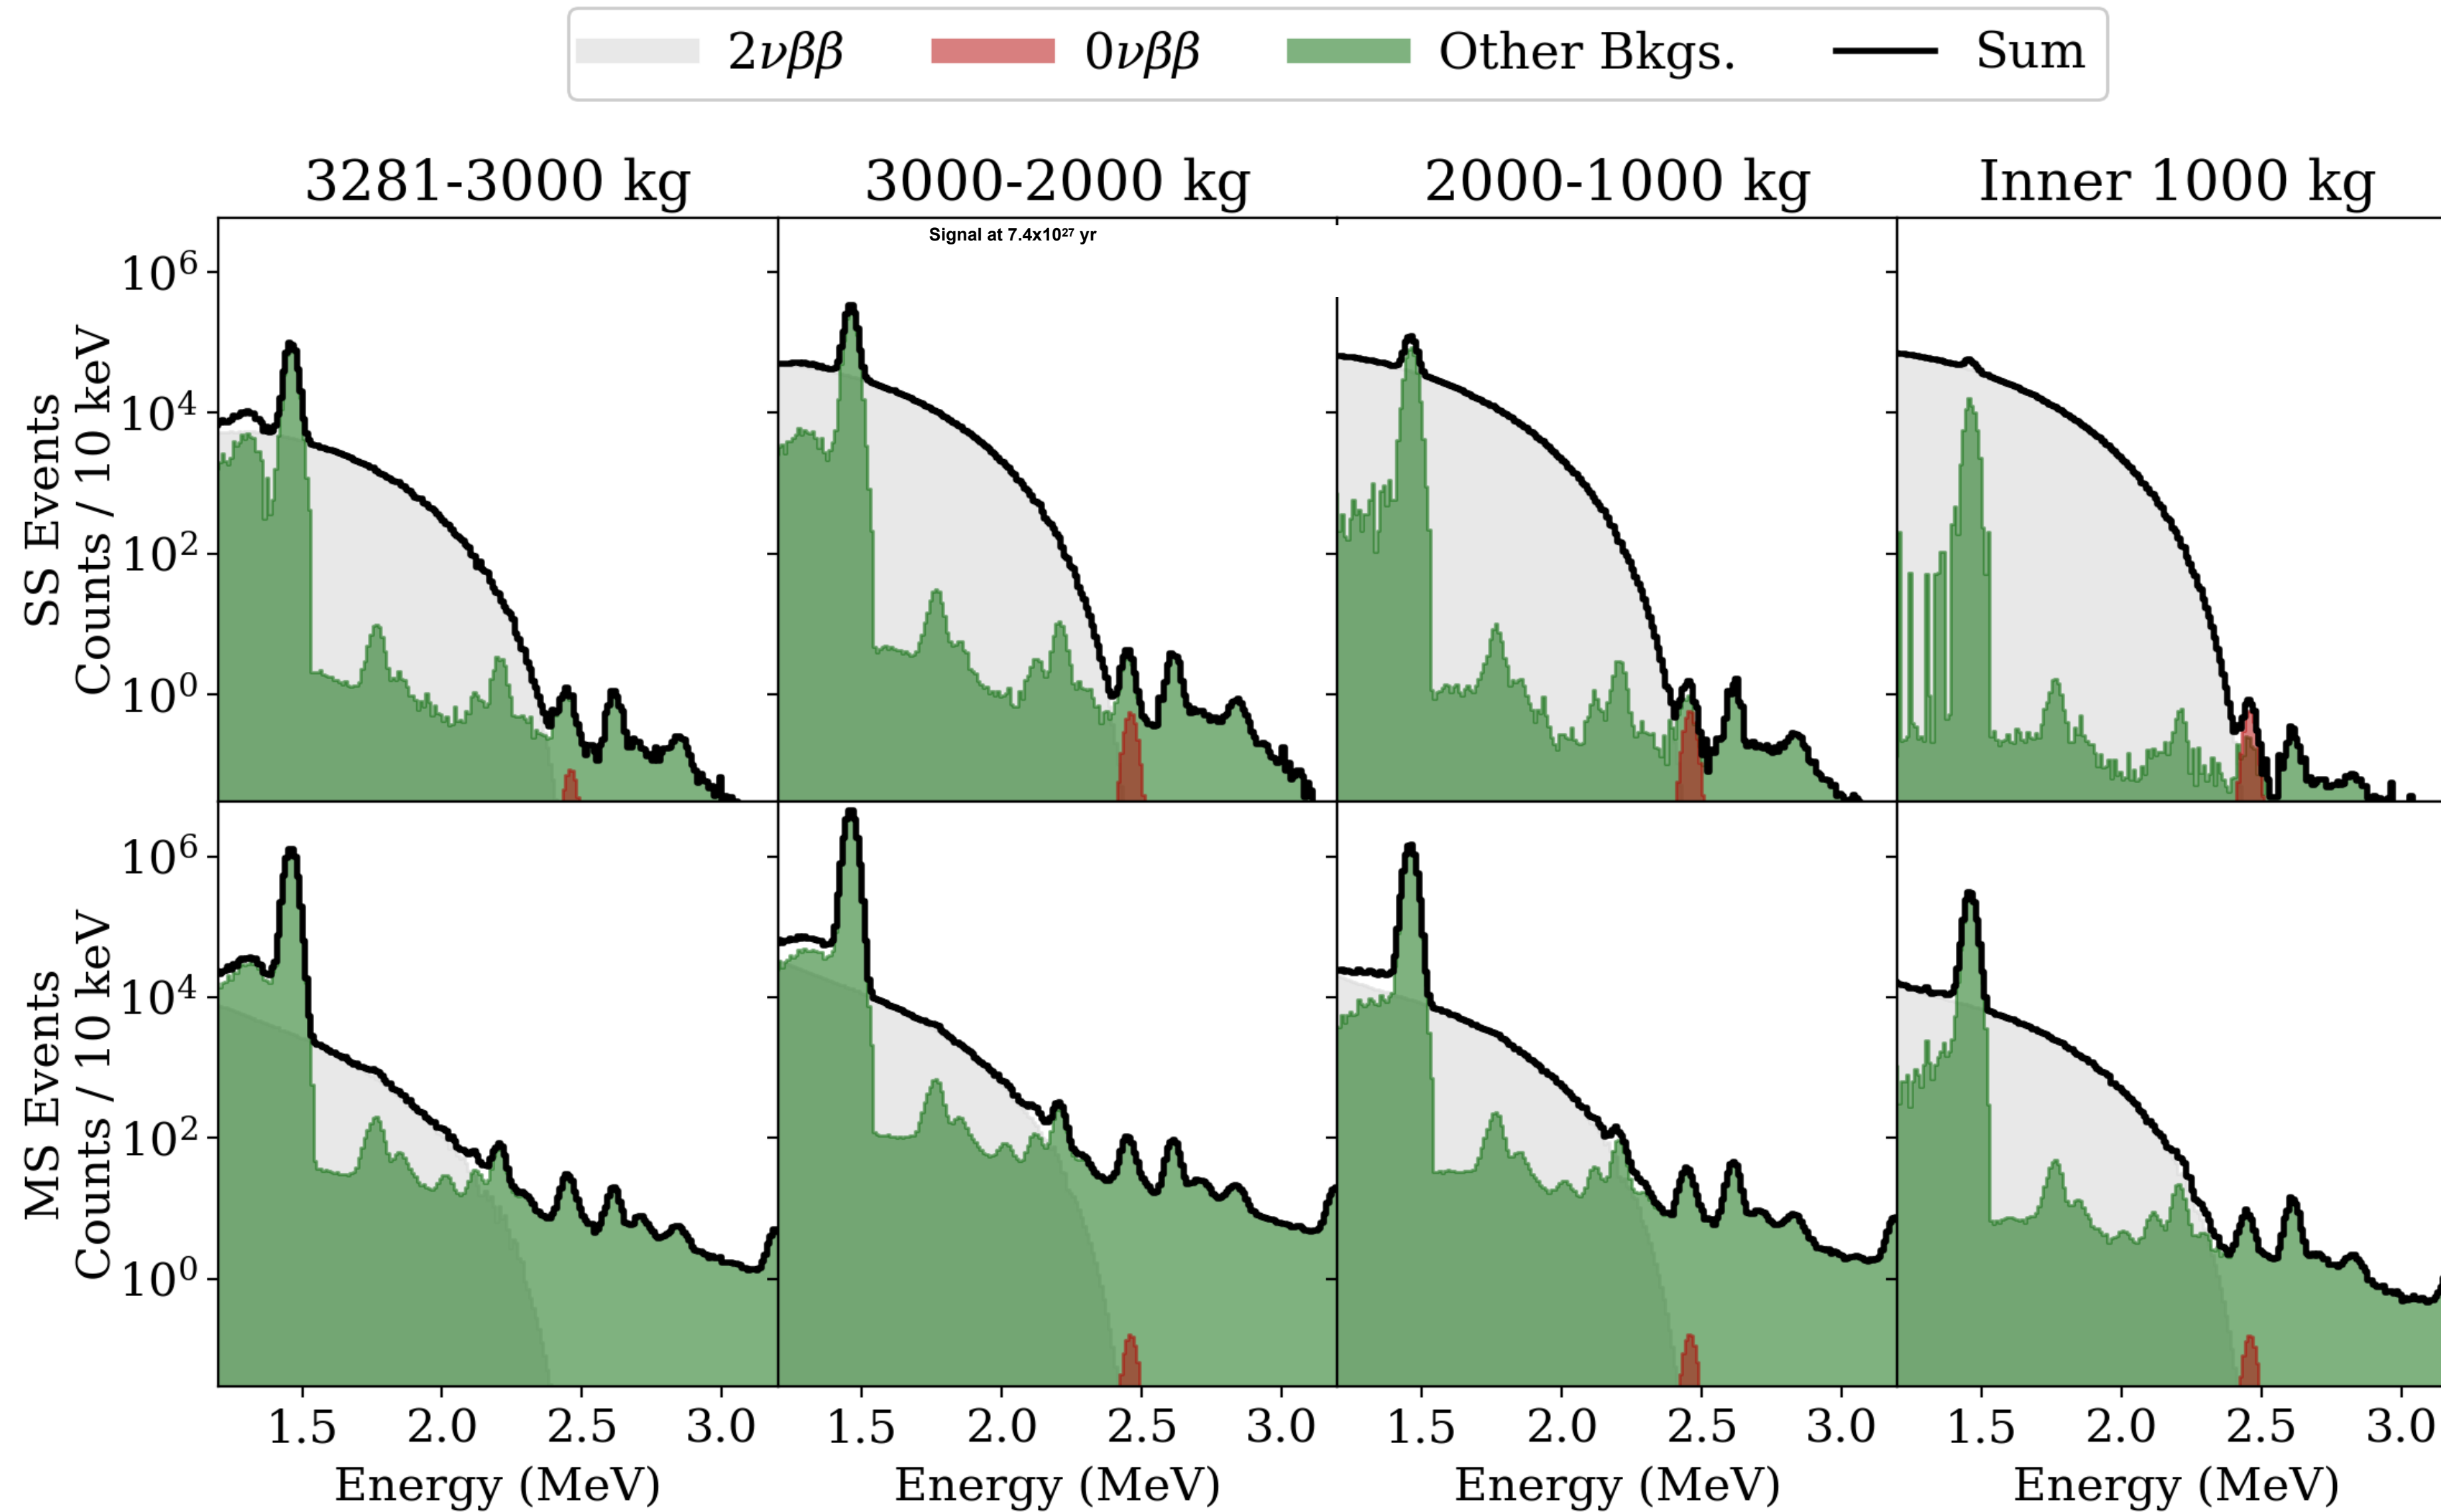 2νββ 0νββ Other Bkgs. Sum
3281-3000 kg 3000-2000 kg 2000-1000 kg Inner 1000 kg
Signal at 7.4x10²⁷ yr
SS Events
Counts / 10 keV
10⁶
10⁴
10²
10⁰
MS Events
Counts / 10 keV
10⁶
10⁴
10²
10⁰
1.5 2.0 2.5 3.0 1.5 2.0 2.5 3.0 1.5 2.0 2.5 3.0 1.5 2.0 2.5 3.0
Energy (MeV) Energy (MeV) Energy (MeV) Energy (MeV)